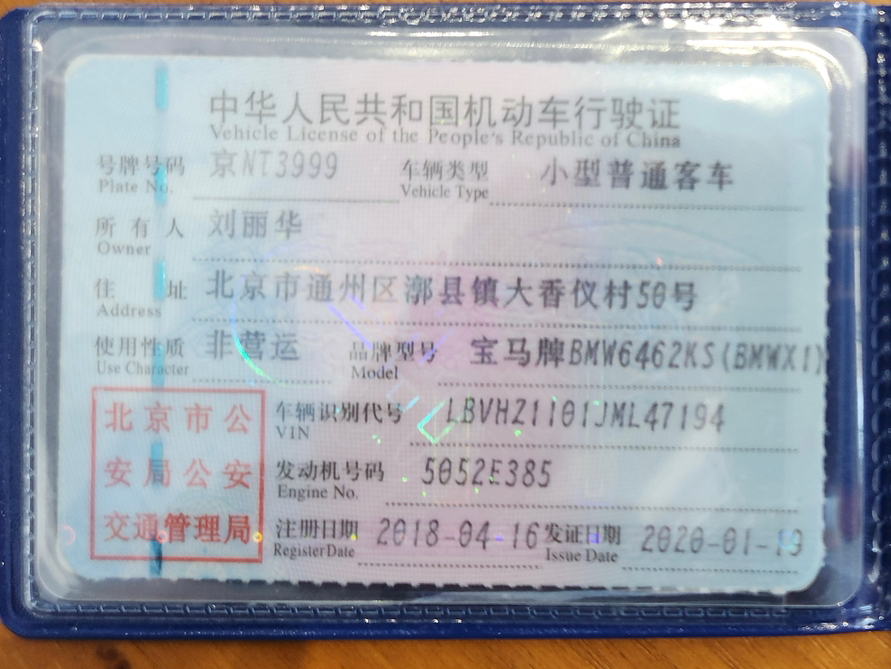 中华人民共和国机动车行驶证
Vehicle License of the People's Republic of China
号牌号码 京NT3999 车辆类型 小型普通客车
Plate No. Vehicle Type
所有人 刘丽华
Owner
住址 北京市通州区漷县镇大香仪村50号
Address
使用性质 非营运 品牌型号 宝马牌BMW6462KS(BMWX1)
Use Character Model
北京市公安局公安交通管理局
车辆识别代号 LBVHZ1101JML47194
VIN
发动机号码 5052E385
Engine No.
注册日期 2018-04-16 发证日期 2020-01-19
Register Date Issue Date